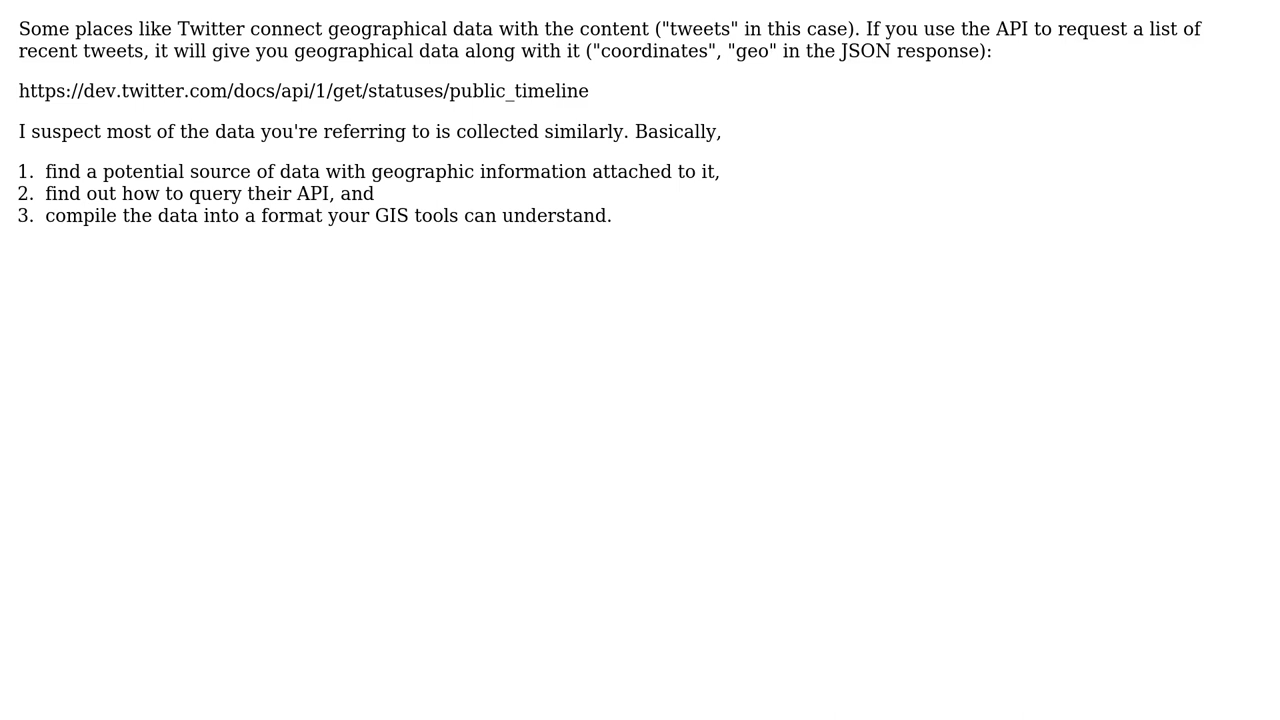 Some places like Twitter connect geographical data with the content ("tweets" in this case). If you use the API to request a list of
recent tweets, it will give you geographical data along with it ("coordinates", "geo" in the JSON response):
https://dev.twitter.com/docs/api/1/get/statuses/public_timeline
I suspect most of the data you're referring to is collected similarly. Basically,
1. find a potential source of data with geographic information attached to it,
2. find out how to query their API, and
3. compile the data into a format your GIS tools can understand.